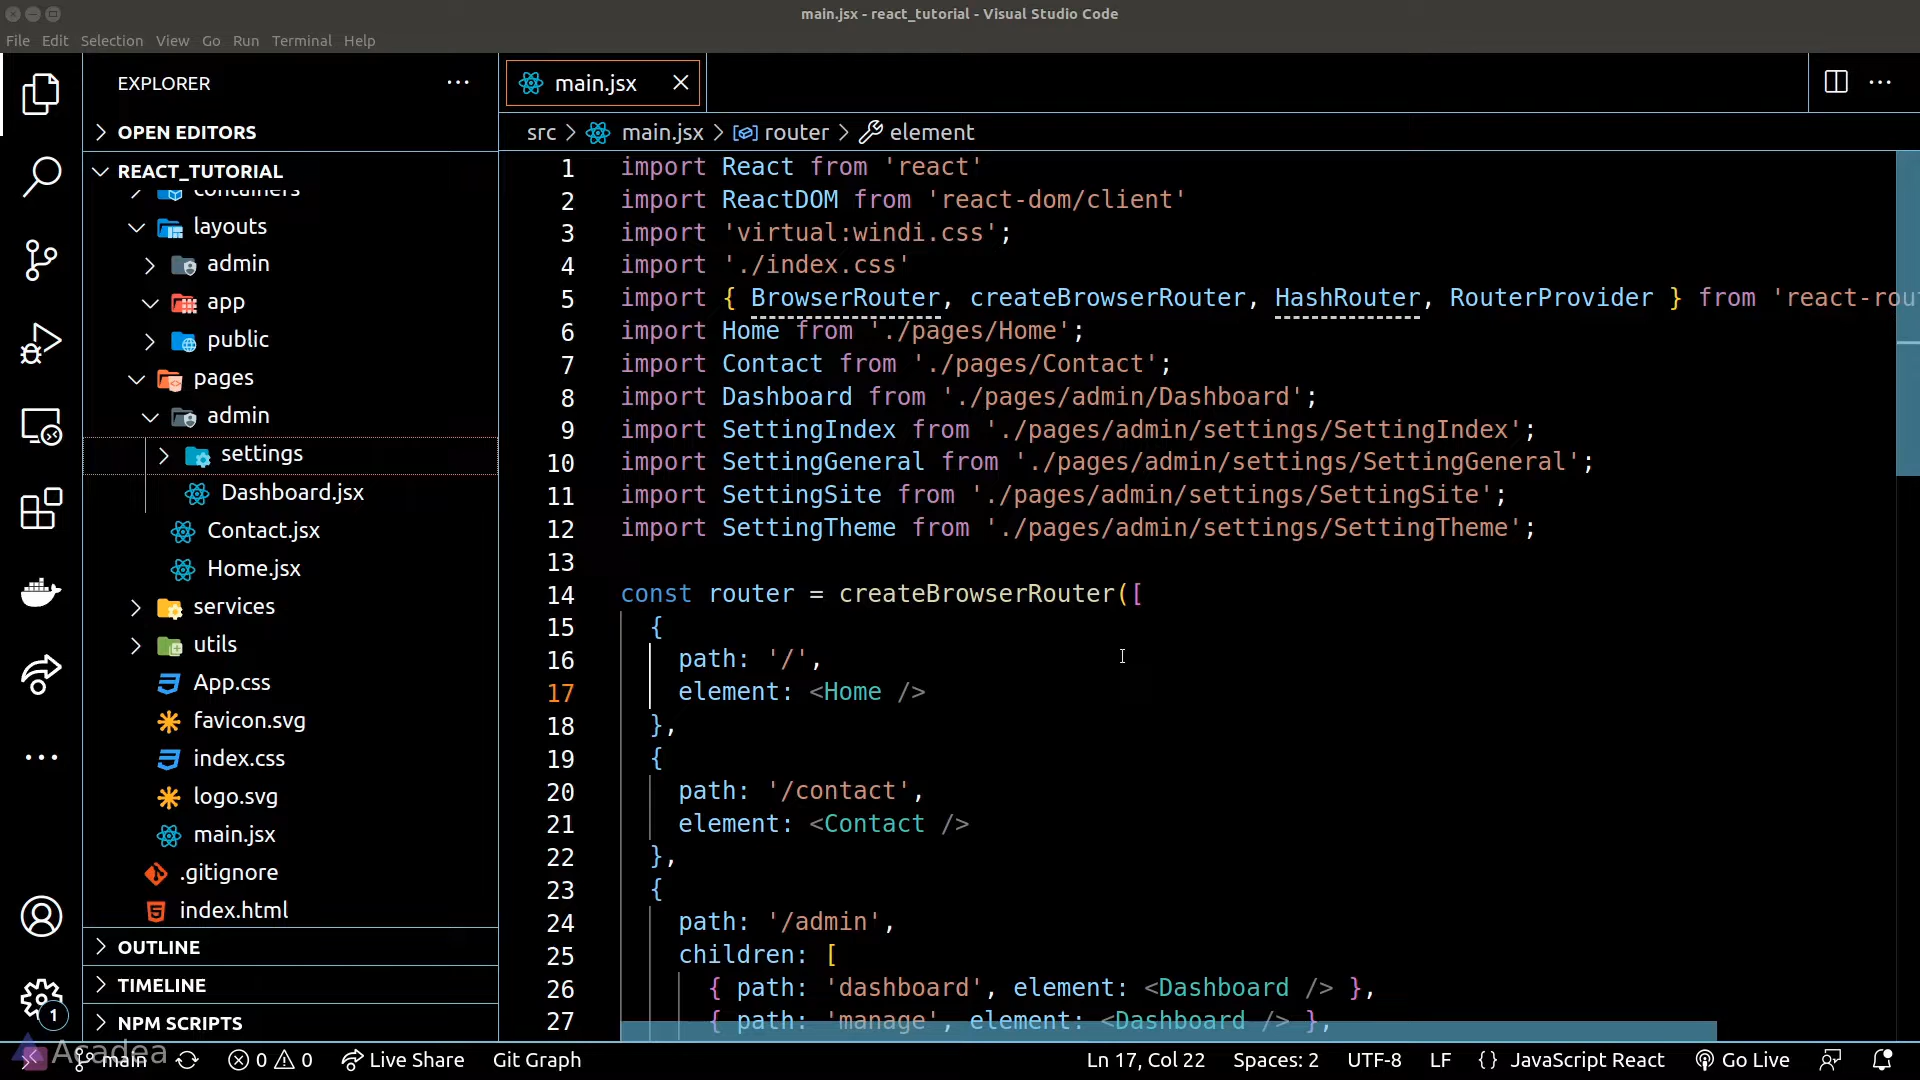 main.jsx - react_tutorial - Visual Studio Code
File Edit Selection View Go Run Terminal Help
EXPLORER
OPEN EDITORS
REACT_TUTORIAL
containers
layouts
admin
app
public
pages
admin
settings
Dashboard.jsx
Contact.jsx
Home.jsx
services
utils
App.css
favicon.svg
index.css
logo.svg
main.jsx
.gitignore
index.html
OUTLINE
TIMELINE
NPM SCRIPTS
main.jsx
src main.jsx router element
1 import React from 'react'
2 import ReactDOM from 'react-dom/client'
3 import 'virtual:windi.css';
4 import './index.css'
5 import { BrowserRouter, createBrowserRouter, HashRouter, RouterProvider } from 'react-rou
6 import Home from './pages/Home';
7 import Contact from './pages/Contact';
8 import Dashboard from './pages/admin/Dashboard';
9 import SettingIndex from './pages/admin/settings/SettingIndex';
10 import SettingGeneral from './pages/admin/settings/SettingGeneral';
11 import SettingSite from './pages/admin/settings/SettingSite';
12 import SettingTheme from './pages/admin/settings/SettingTheme';
13
14 const router = createBrowserRouter([
15 {
16 path: '/',
17 element: <Home />
18 },
19 {
20 path: '/contact',
21 element: <Contact />
22 },
23 {
24 path: '/admin',
25 children: [
26 { path: 'dashboard', element: <Dashboard /> },
27 { path: 'manage', element: <Dashboard /> },
1
Acadea
main 0 0 Live Share Git Graph Ln 17, Col 22 Spaces: 2 UTF-8 LF { } JavaScript React Go Live